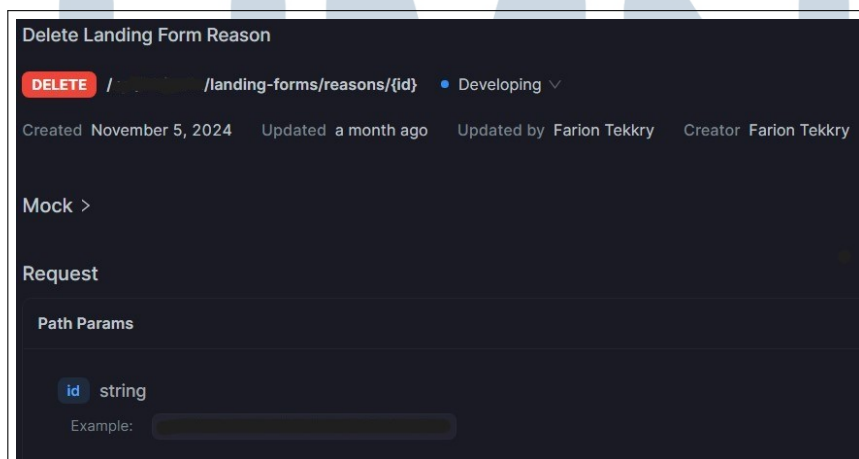 Delete Landing Form Reason
DELETE / /landing-forms/reasons/{id} Developing
Created November 5, 2024 Updated a month ago Updated by Farion Tekkry Creator Farion Tekkry
Mock >
Request
Path Params
id string
Example: